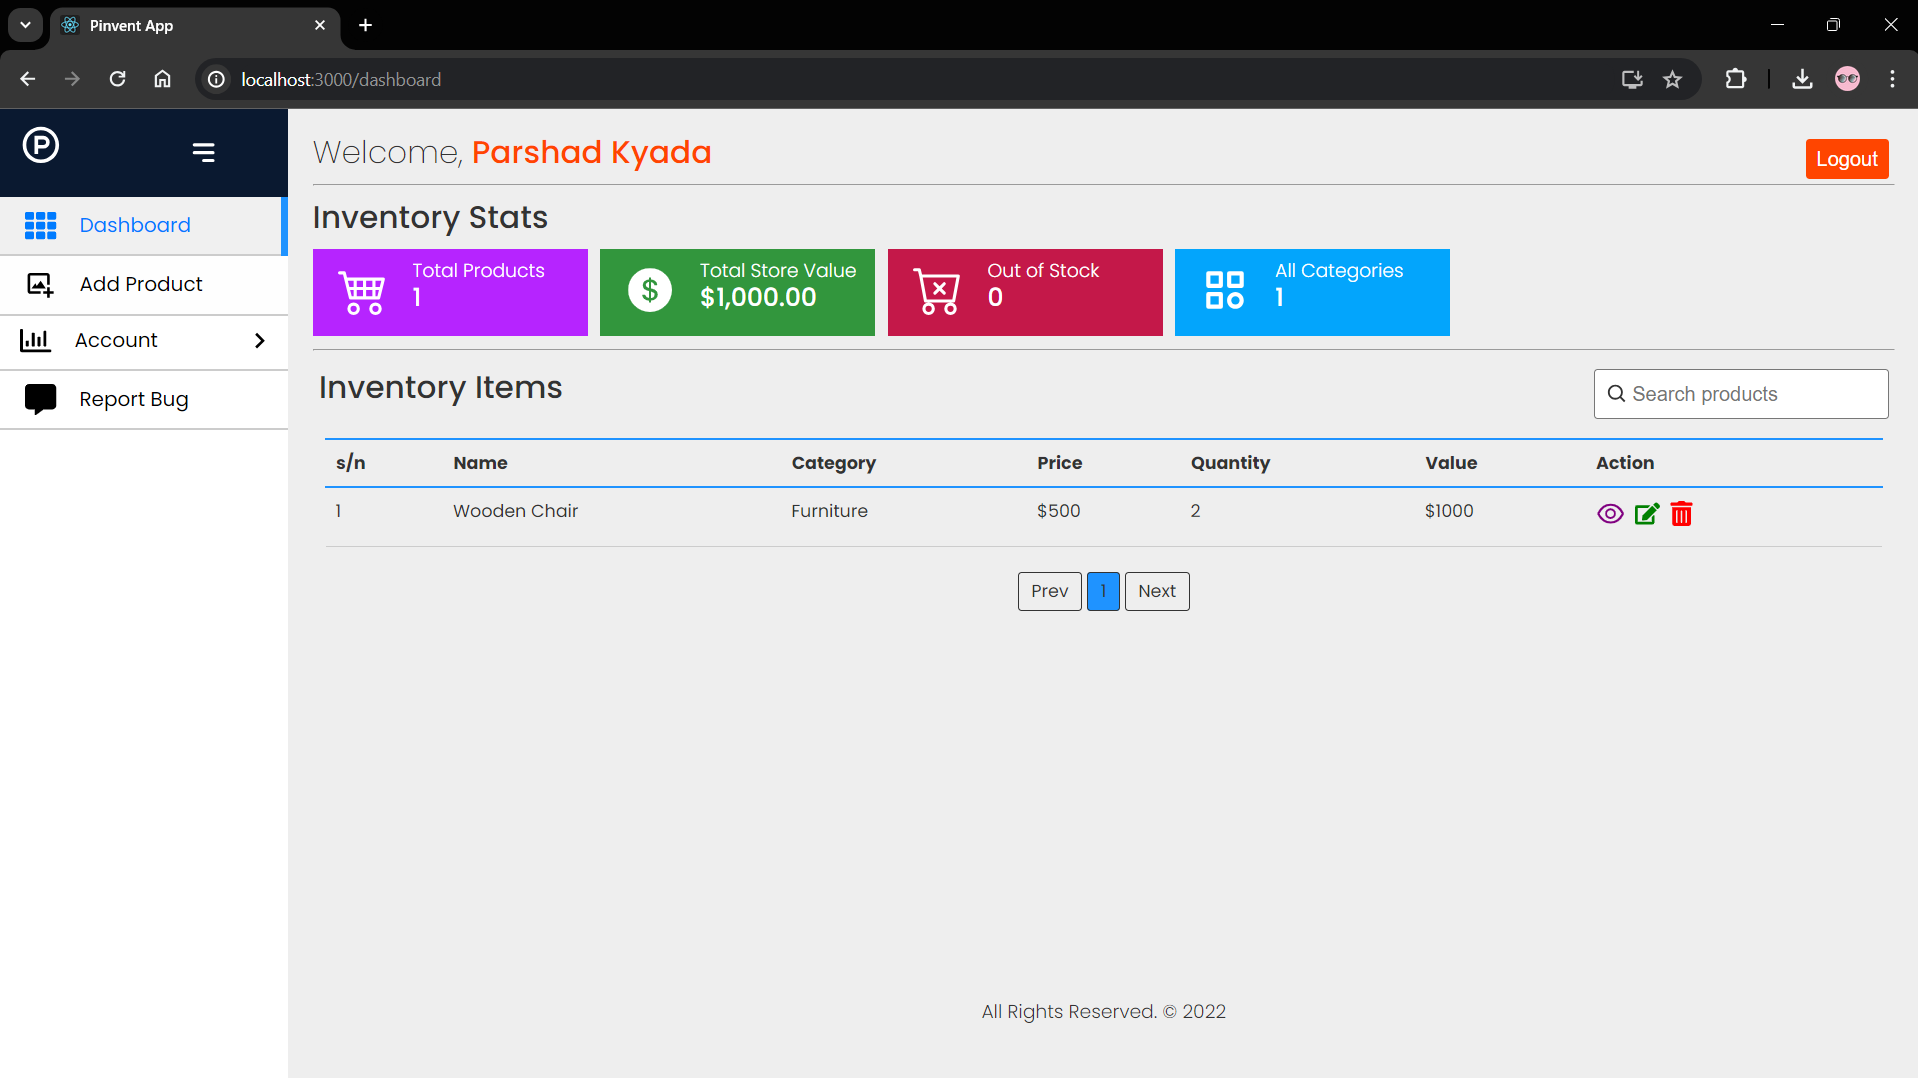 Pinvent App
localhost:3000/dashboard
P
Welcome, Parshad Kyada
Logout
Dashboard
Add Product
Account
Report Bug
Inventory Stats
Total Products
1
$
Total Store Value
$1,000.00
Out of Stock
0
All Categories
1
Inventory Items
Search products
s/n Name Category Price Quantity Value Action
1 Wooden Chair Furniture $500 2 $1000
Prev 1 Next
All Rights Reserved. © 2022